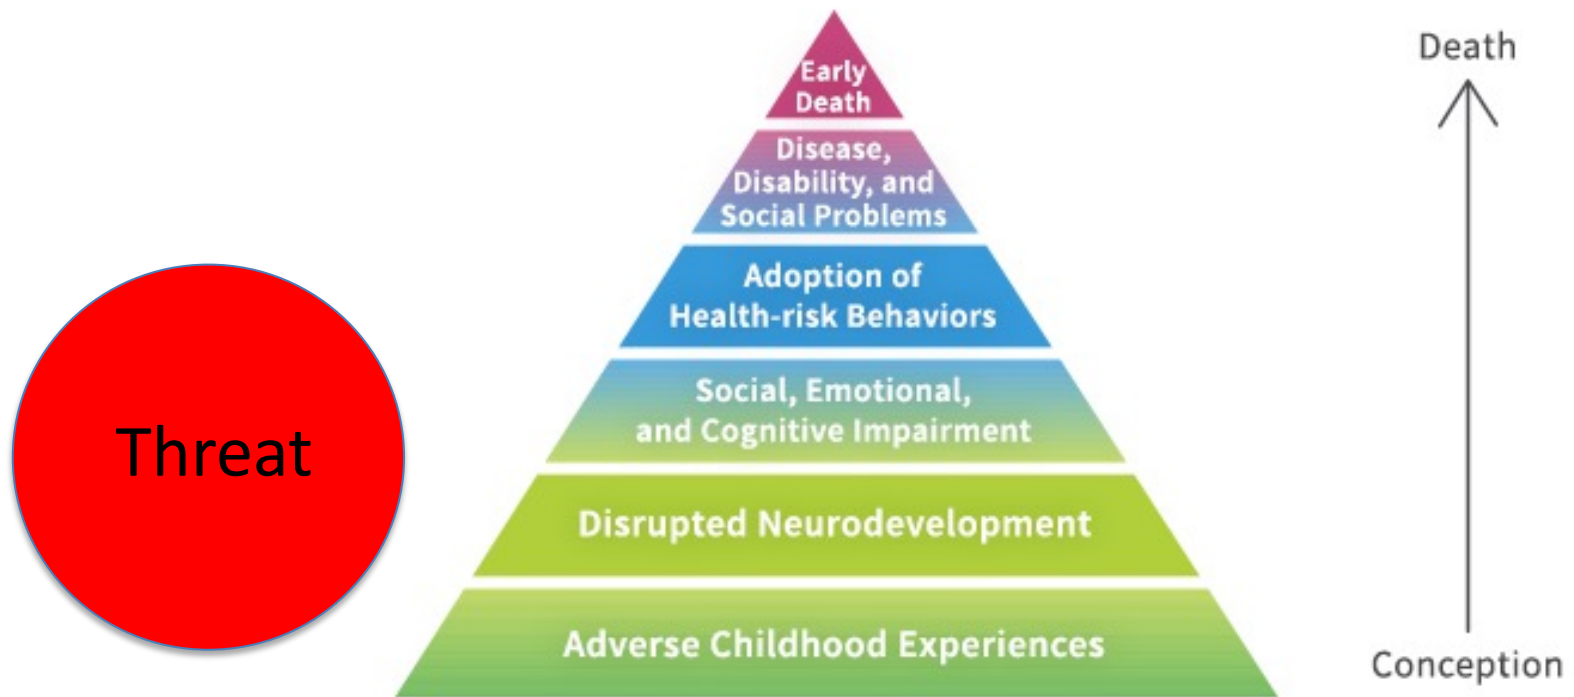 Early
Death
Disease,
Disability, and
Social Problems
Adoption of
Health-risk Behaviors
Social, Emotional,
and Cognitive Impairment
Disrupted Neurodevelopment
Adverse Childhood Experiences
Threat
Death
Conception